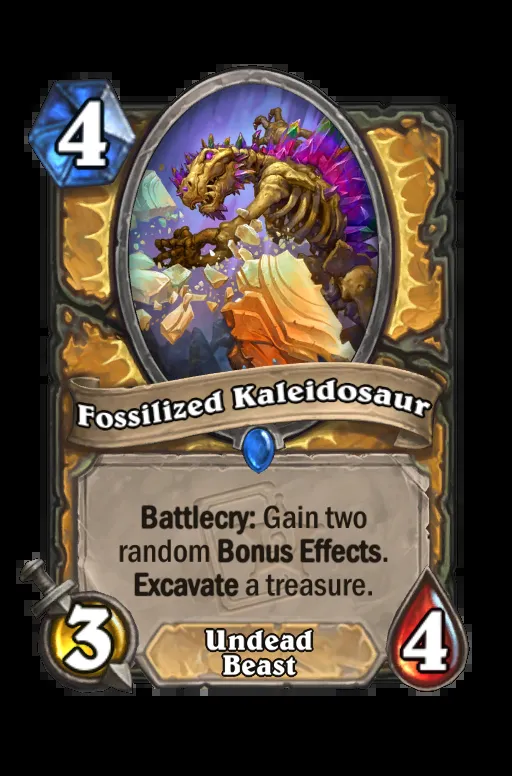 4
Fossilized Kaleidosaur
Battlecry: Gain two
random Bonus Effects.
Excavate a treasure.
3
Undead
Beast
4